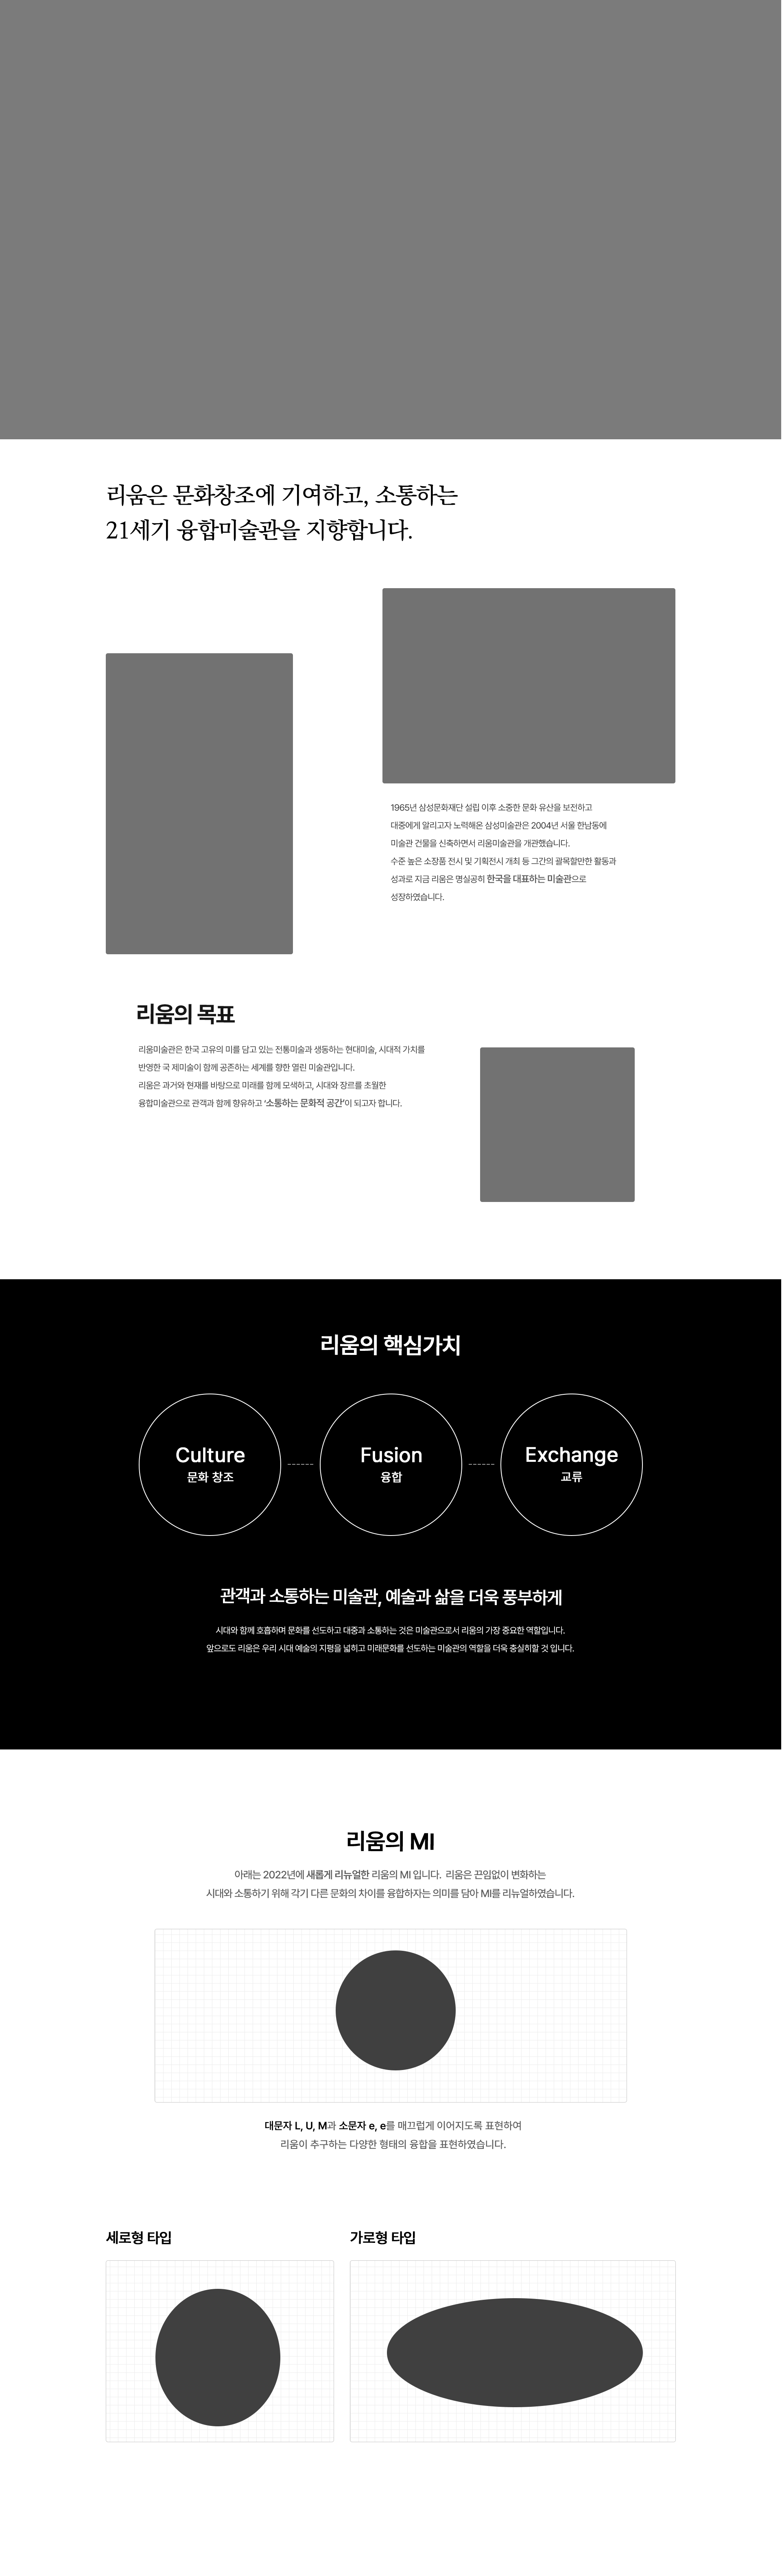 리움은 문화창조에 기여하고, 소통하는
21세기 융합미술관을 지향합니다.
1965년 삼성문화재단 설립 이후 소중한 문화 유산을 보전하고
대중에게 알리고자 노력해온 삼성미술관은 2004년 서울 한남동에
미술관 건물을 신축하면서 리움미술관을 개관했습니다.
수준 높은 소장품 전시 및 기획전시 개최 등 그간의 괄목할만한 활동과
성과로 지금 리움은 명실공히 한국을 대표하는 미술관으로
성장하였습니다.
리움의 목표
리움미술관은 한국 고유의 미를 담고 있는 전통미술과 생동하는 현대미술, 시대적 가치를
반영한 국 제미술이 함께 공존하는 세계를 향한 열린 미술관입니다.
리움은 과거와 현재를 바탕으로 미래를 함께 모색하고, 시대와 장르를 초월한
융합미술관으로 관객과 함께 향유하고 ‘소통하는 문화적 공간’이 되고자 합니다.
리움의 핵심가치
Culture
문화 창조
Fusion
융합
Exchange
교류
관객과 소통하는 미술관, 예술과 삶을 더욱 풍부하게
시대와 함께 호흡하며 문화를 선도하고 대중과 소통하는 것은 미술관으로서 리움의 가장 중요한 역할입니다.
앞으로도 리움은 우리 시대 예술의 지평을 넓히고 미래문화를 선도하는 미술관의 역할을 더욱 충실히할 것 입니다.
리움의 MI
아래는 2022년에 새롭게 리뉴얼한 리움의 MI 입니다. 리움은 끈임없이 변화하는
시대와 소통하기 위해 각기 다른 문화의 차이를 융합하자는 의미를 담아 MI를 리뉴얼하였습니다.
대문자 L, U, M과 소문자 e, e를 매끄럽게 이어지도록 표현하여
리움이 추구하는 다양한 형태의 융합을 표현하였습니다.
세로형 타입
가로형 타입